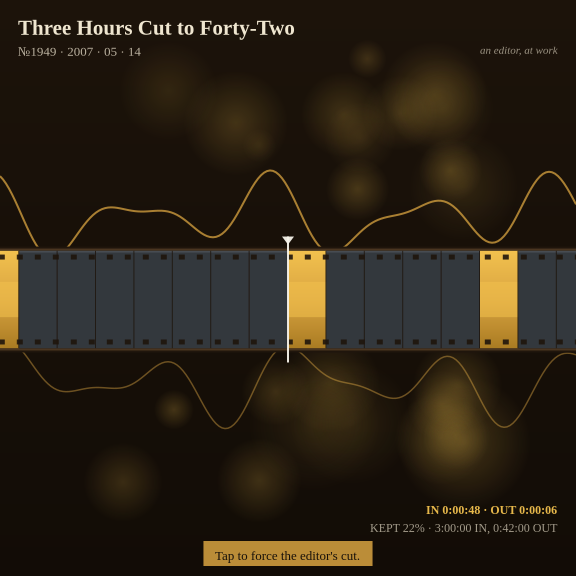 Three Hours Cut to Forty-Two
№1949 · 2007 · 05 · 14
an editor, at work
IN 0:00:48 · OUT 0:00:06
KEPT 22% · 3:00:00 IN, 0:42:00 OUT
Tap to force the editor's cut.